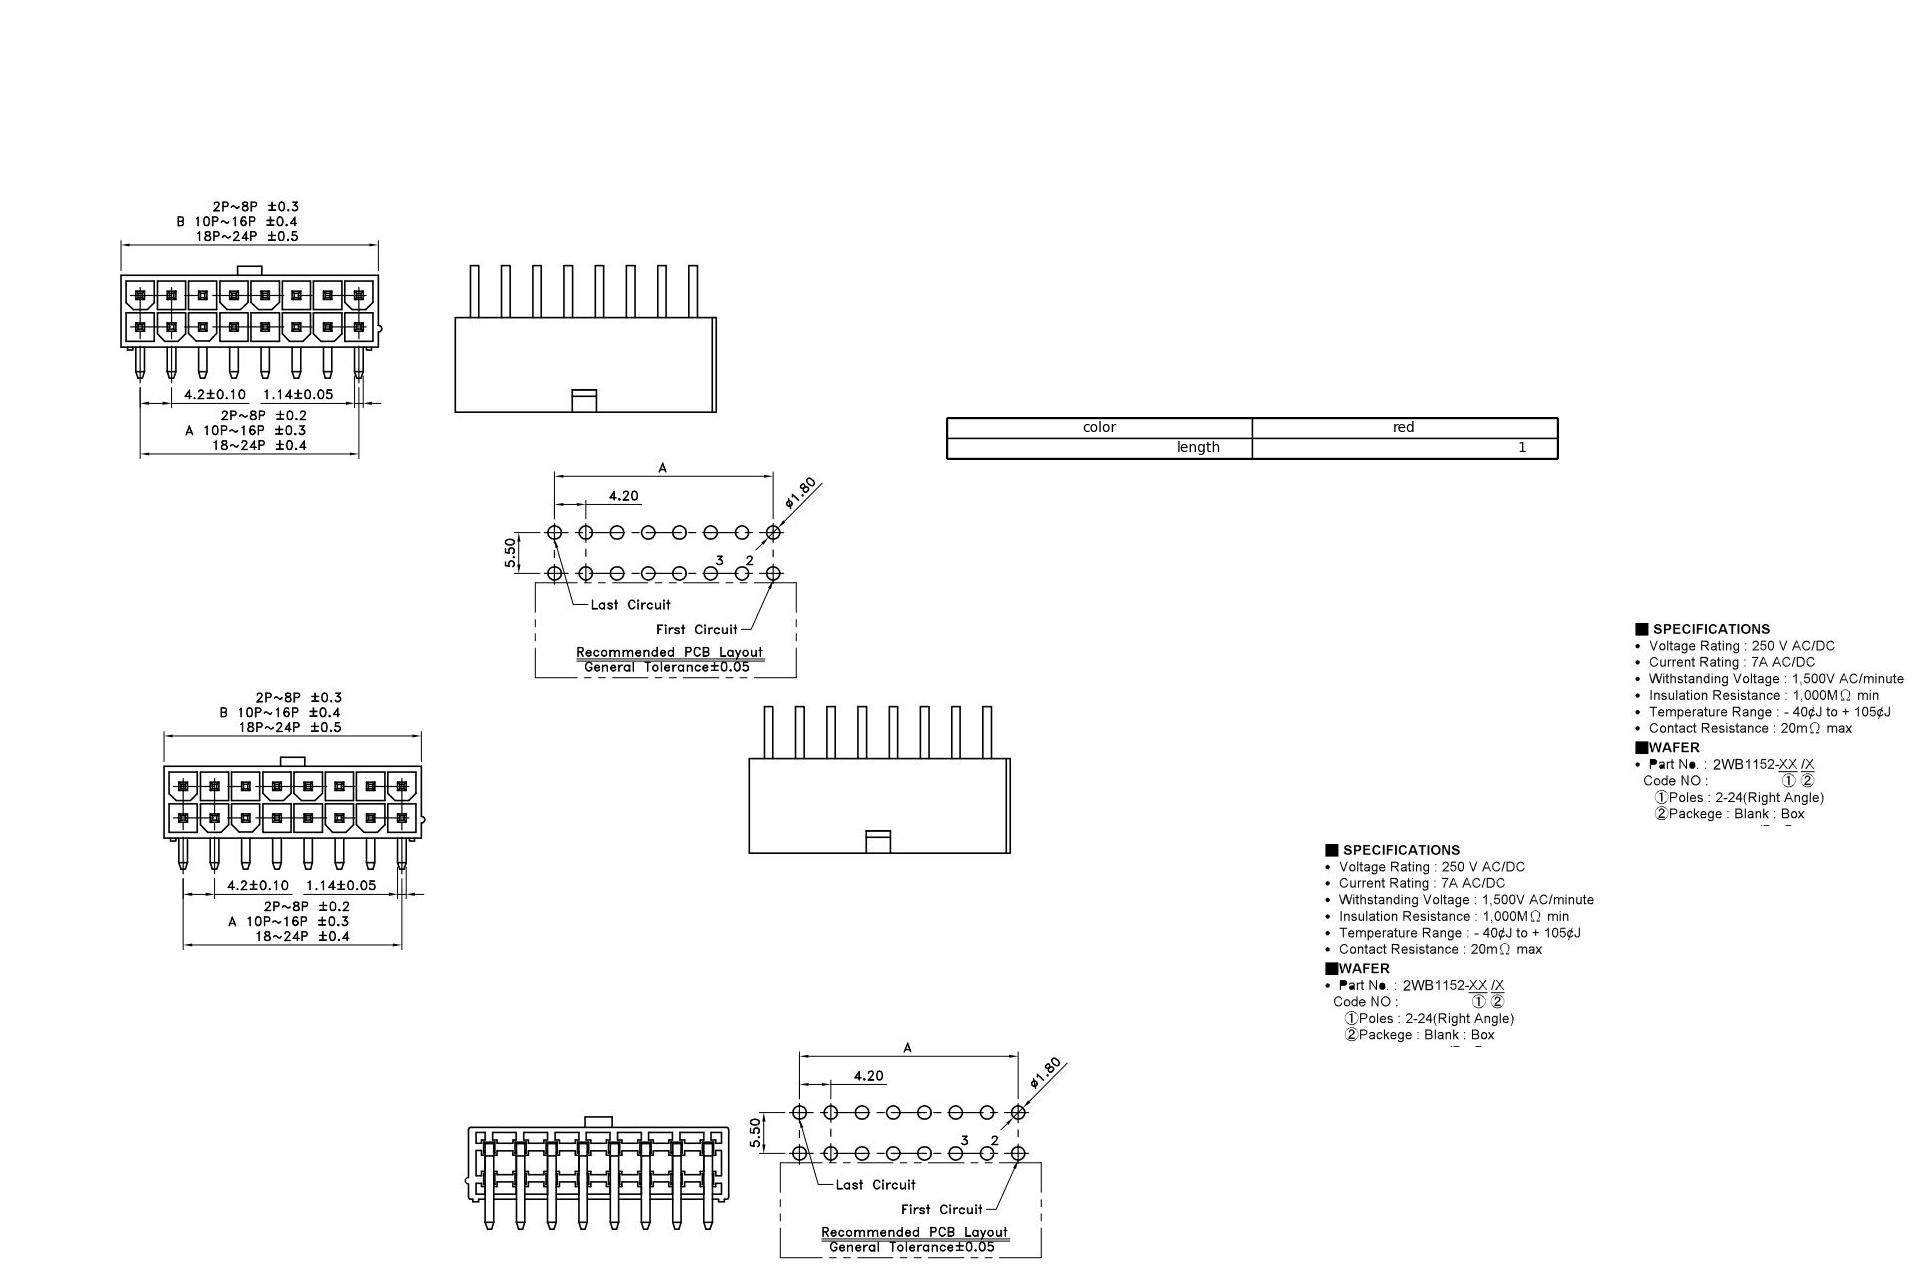 2P~8P ±0.3
B 10P~16P ±0.4
18P~24P ±0.5
4.2±0.10 1.14±0.05
2P~8P ±0.2
A 10P~16P ±0.3
18~24P ±0.4
color red
length 1
A
4.20
ø1.80
5.50
3 2
Last Circuit
First Circuit
Recommended PCB Layout
General Tolerance±0.05
■ SPECIFICATIONS
• Voltage Rating : 250 V AC/DC
• Current Rating : 7A AC/DC
• Withstanding Voltage : 1,500V AC/minute
• Insulation Resistance : 1,000MΩ min
• Temperature Range : - 40¢J to + 105¢J
• Contact Resistance : 20mΩ max
■WAFER
• Part No. : 2WB1152-XX /X
Code NO : ① ②
①Poles : 2-24(Right Angle)
②Packege : Blank : Box
2P~8P ±0.3
B 10P~16P ±0.4
18P~24P ±0.5
4.2±0.10 1.14±0.05
2P~8P ±0.2
A 10P~16P ±0.3
18~24P ±0.4
■ SPECIFICATIONS
• Voltage Rating : 250 V AC/DC
• Current Rating : 7A AC/DC
• Withstanding Voltage : 1,500V AC/minute
• Insulation Resistance : 1,000MΩ min
• Temperature Range : - 40¢J to + 105¢J
• Contact Resistance : 20mΩ max
■WAFER
• Part No. : 2WB1152-XX /X
Code NO : ① ②
①Poles : 2-24(Right Angle)
②Packege : Blank : Box
A
4.20
ø1.80
5.50
3 2
Last Circuit
First Circuit
Recommended PCB Layout
General Tolerance±0.05